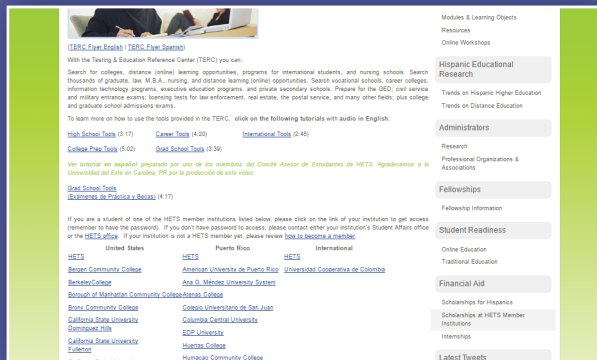 (TERC Flyer English | TERC Flyer Spanish)
With the Testing & Education Reference Center (TERC) you can:
Search for colleges, distance (online) learning opportunities, programs for international students, and nursing schools. Search
thousands of graduate, law, M.B.A., nursing, and distance learning (online) opportunities. Search vocational schools, career colleges,
information technology programs, executive education programs, and private secondary schools. Prepare for the GED; civil service
and military entrance exams; licensing tests for law enforcement, real estate, the postal service, and many other fields; plus college
and graduate school admissions exams.
To learn more on how to use the tools provided in the TERC, click on the following tutorials with audio in English:
High School Tools (3:17) Career Tools (4:20) International Tools (2:45)
College Prep Tools (5:02) Grad School Tools (3:39)
Ver tutorial en español preparado por uno de los miembros del Comité Asesor de Estudiantes de HETS. Agradecemos a la
Universidad del Este en Carolina, PR por la producción de este video:
Grad School Tools
(Exámenes de Práctica y Becas) (4:17)
If you are a student of one of the HETS member institutions listed below, please click on the link of your institution to get access
(remember to have the password). If you don't have password to access, please contact either your institution's Student Affairs office
or the HETS office. If your institution is not a HETS member yet, please review how to become a member.
United States Puerto Rico International
HETS HETS HETS
Bergen Community College American University de Puerto Rico Universidad Cooperativa de Colombia
BerkeleyCollege Ana G. Méndez University System
Borough of Manhattan Community College Atenas College
Bronx Community College Colegio Universitario de San Juan
California State University Dominguez Hills Columbia Central University
EDP University
California State University Fullerton Huertas College
Humacao Community College
Modules & Learning Objects
Resources
Online Workshops
Hispanic Educational
Research
Trends on Hispanic Higher Education
Trends on Distance Education
Administrators
Research
Professional Organizations &
Associations
Fellowships
Fellowship Information
Student Readiness
Online Education
Traditional Education
Financial Aid
Scholarships for Hispanics
Scholarships at HETS Member
Institutions
Internships
Latest Tweets